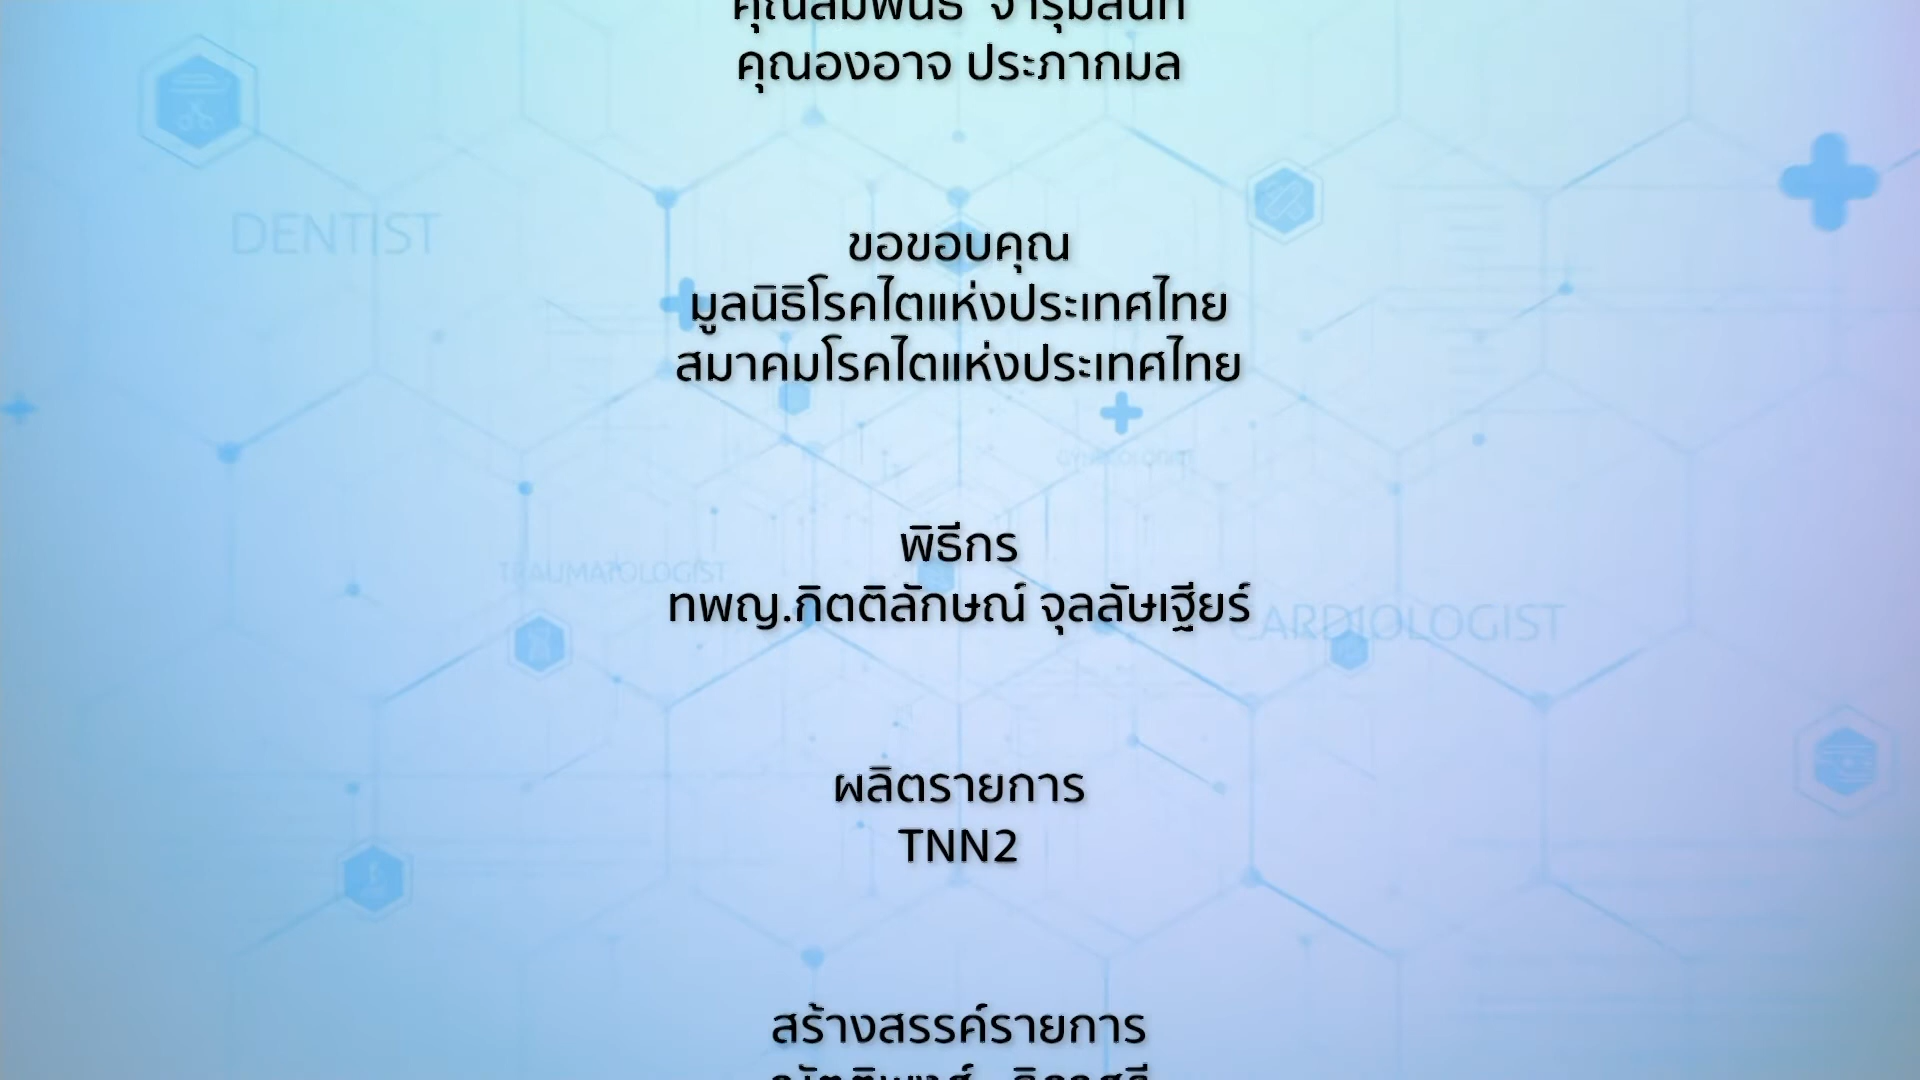 คุณองอาจ ประภากมล
DENTIST
ขอขอบคุณ
มูลนิธิโรคไตแห่งประเทศไทย
สมาคมโรคไตแห่งประเทศไทย
GYNECOLOGIST
พิธีกร
TRAUMATOLOGIST
ทพญ.กิตติลักษณ์ จุลลัษเฐียร์
CARDIOLOGIST
ผลิตรายการ
TNN2
สร้างสรรค์รายการ